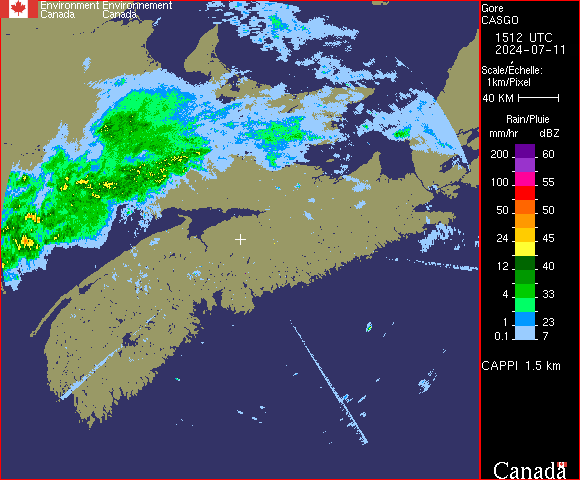 Environment Environnement
Canada Canada
Gore
CASGO
1512 UTC
2024-07-11
Scale/Échelle:
1km/Pixel
40 KM
Rain/Pluie
mm/hr dBZ
200 60
100 55
50 50
24 45
12 40
4 33
1 23
0.1 7
CAPPI 1.5 km
Canada